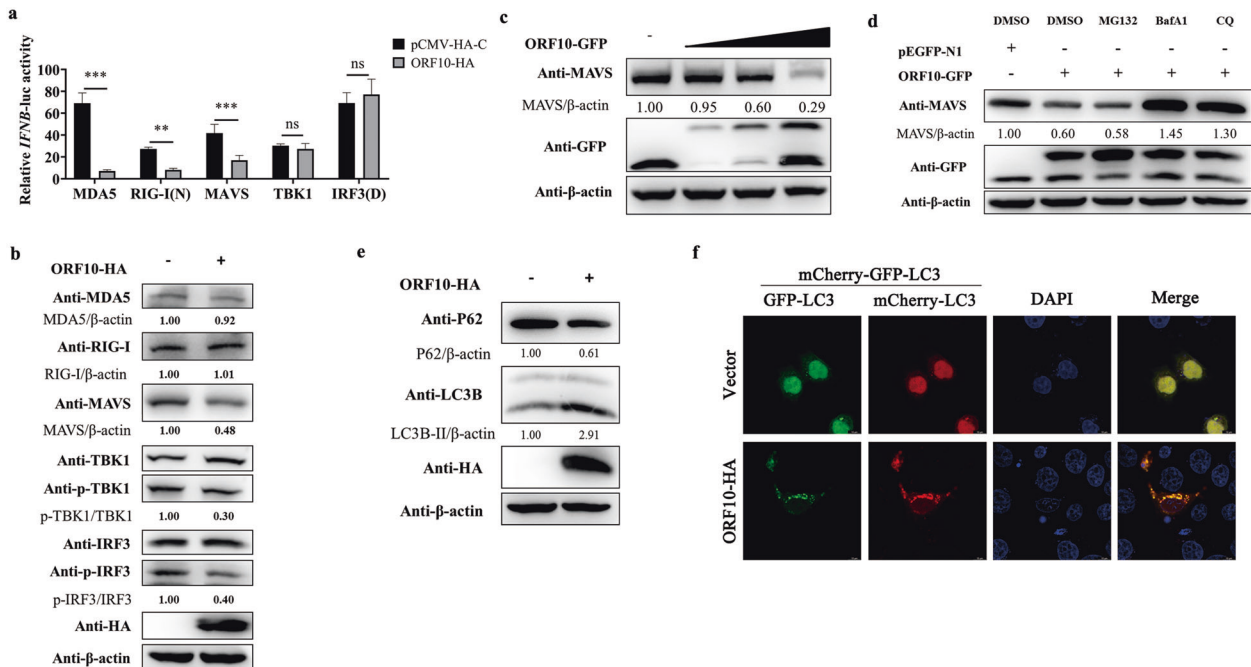 a
Relative IFNB-luc activity
100
80
60
40
20
0
*** ** *** ns ns
pCMV-HA-C
ORF10-HA
MDA5 RIG-I(N) MAVS TBK1 IRF3(D)
b
ORF10-HA - +
Anti-MDA5
MDA5/β-actin 1.00 0.92
Anti-RIG-I
RIG-I/β-actin 1.00 1.01
Anti-MAVS
MAVS/β-actin 1.00 0.48
Anti-TBK1
Anti-p-TBK1
p-TBK1/TBK1 1.00 0.30
Anti-IRF3
Anti-p-IRF3
p-IRF3/IRF3 1.00 0.40
Anti-HA
Anti-β-actin
c
ORF10-GFP -
Anti-MAVS
MAVS/β-actin 1.00 0.95 0.60 0.29
Anti-GFP
Anti-β-actin
d
DMSO DMSO MG132 BafA1 CQ
pEGFP-N1 + - - - -
ORF10-GFP - + + + +
Anti-MAVS
MAVS/β-actin 1.00 0.60 0.58 1.45 1.30
Anti-GFP
Anti-β-actin
e
ORF10-HA - +
Anti-P62
P62/β-actin 1.00 0.61
Anti-LC3B
LC3B-II/β-actin 1.00 2.91
Anti-HA
Anti-β-actin
f
mCherry-GFP-LC3
GFP-LC3 mCherry-LC3 DAPI Merge
Vector
ORF10-HA